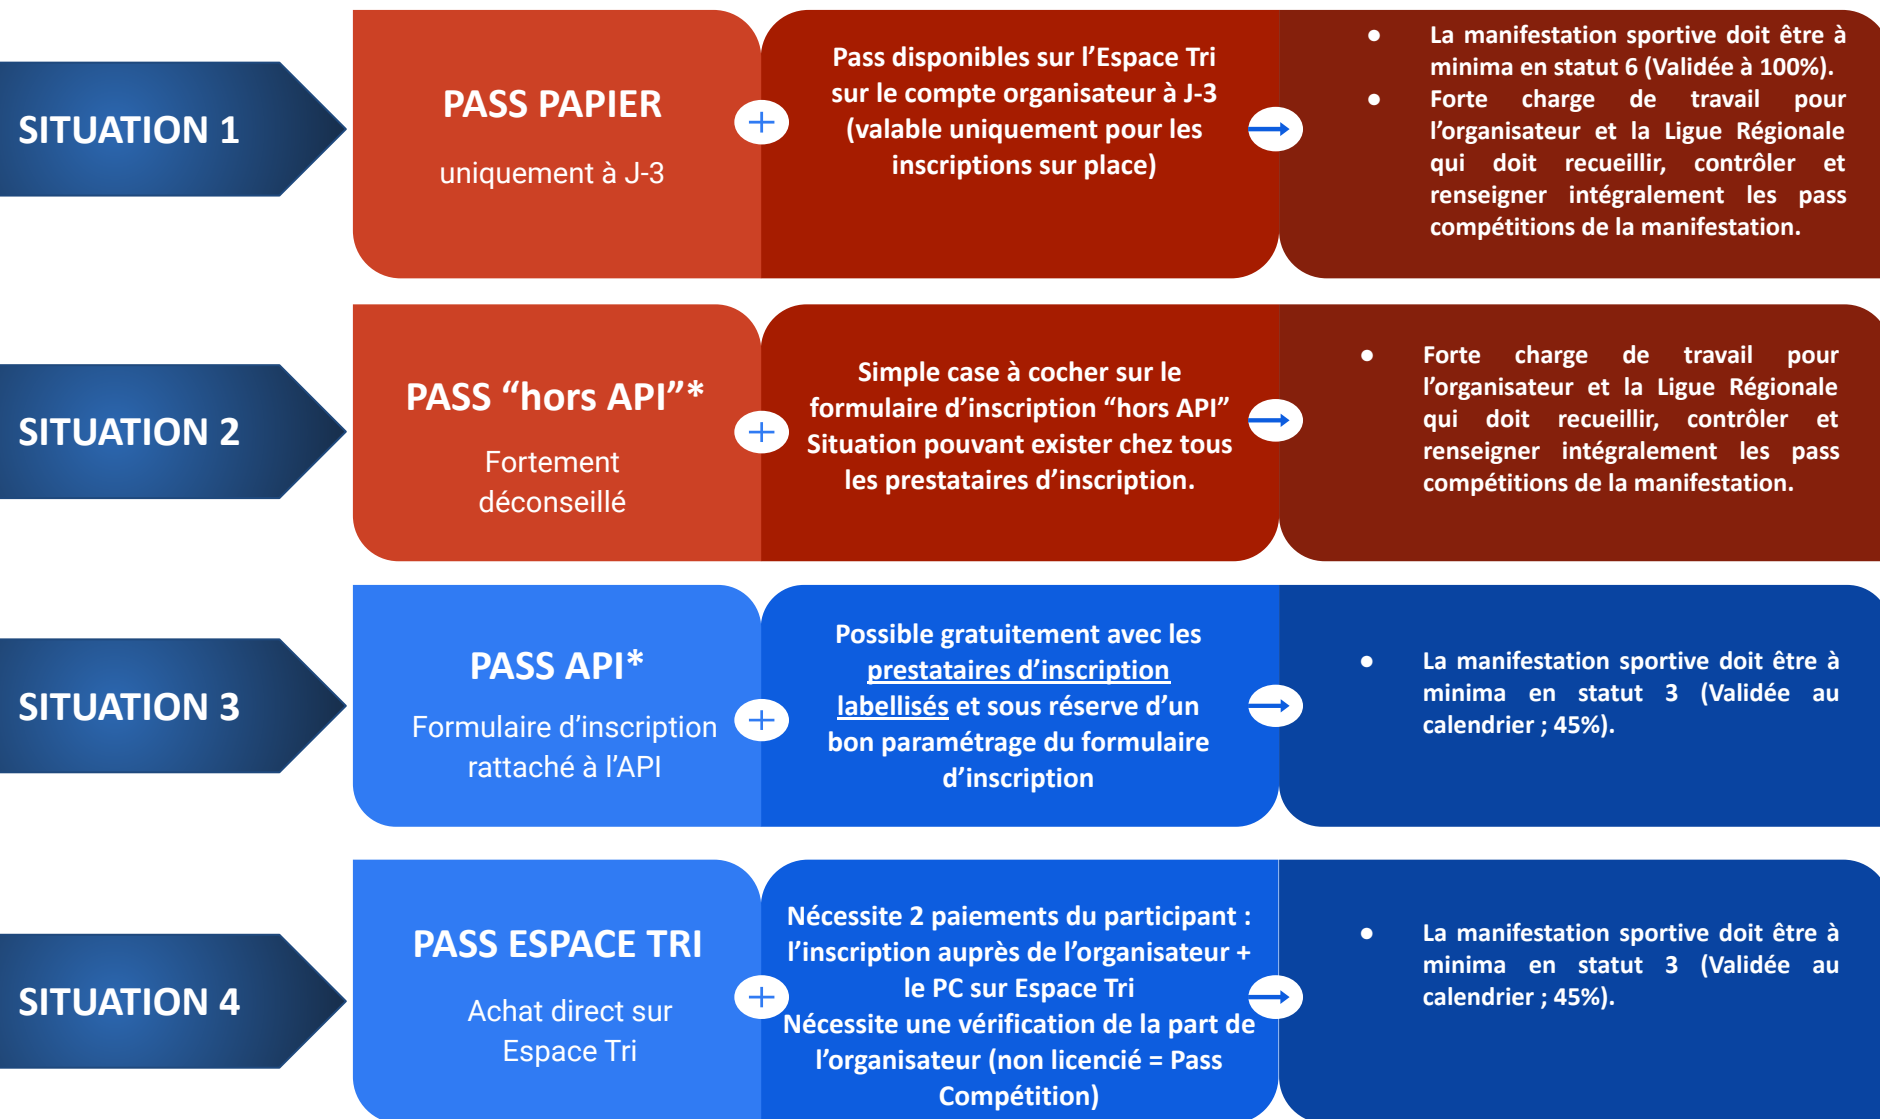 SITUATION 1
PASS PAPIER
uniquement à J-3
Pass disponibles sur l’Espace Tri
sur le compte organisateur à J-3
(valable uniquement pour les
inscriptions sur place)
● La manifestation sportive doit être à
minima en statut 6 (Validée à 100%).
● Forte charge de travail pour
l’organisateur et la Ligue Régionale
qui doit recueillir, contrôler et
renseigner intégralement les pass
compétitions de la manifestation.
SITUATION 2
PASS “hors API”*
Fortement
déconseillé
Simple case à cocher sur le
formulaire d’inscription “hors API”
Situation pouvant exister chez tous
les prestataires d’inscription.
● Forte charge de travail pour
l’organisateur et la Ligue Régionale
qui doit recueillir, contrôler et
renseigner intégralement les pass
compétitions de la manifestation.
SITUATION 3
PASS API*
Formulaire d’inscription
rattaché à l’API
Possible gratuitement avec les
prestataires d’inscription
labellisés et sous réserve d’un
bon paramétrage du formulaire
d’inscription
● La manifestation sportive doit être à
minima en statut 3 (Validée au
calendrier ; 45%).
SITUATION 4
PASS ESPACE TRI
Achat direct sur
Espace Tri
Nécessite 2 paiements du participant :
l’inscription auprès de l’organisateur +
le PC sur Espace Tri
Nécessite une vérification de la part de
l’organisateur (non licencié = Pass
Compétition)
● La manifestation sportive doit être à
minima en statut 3 (Validée au
calendrier ; 45%).